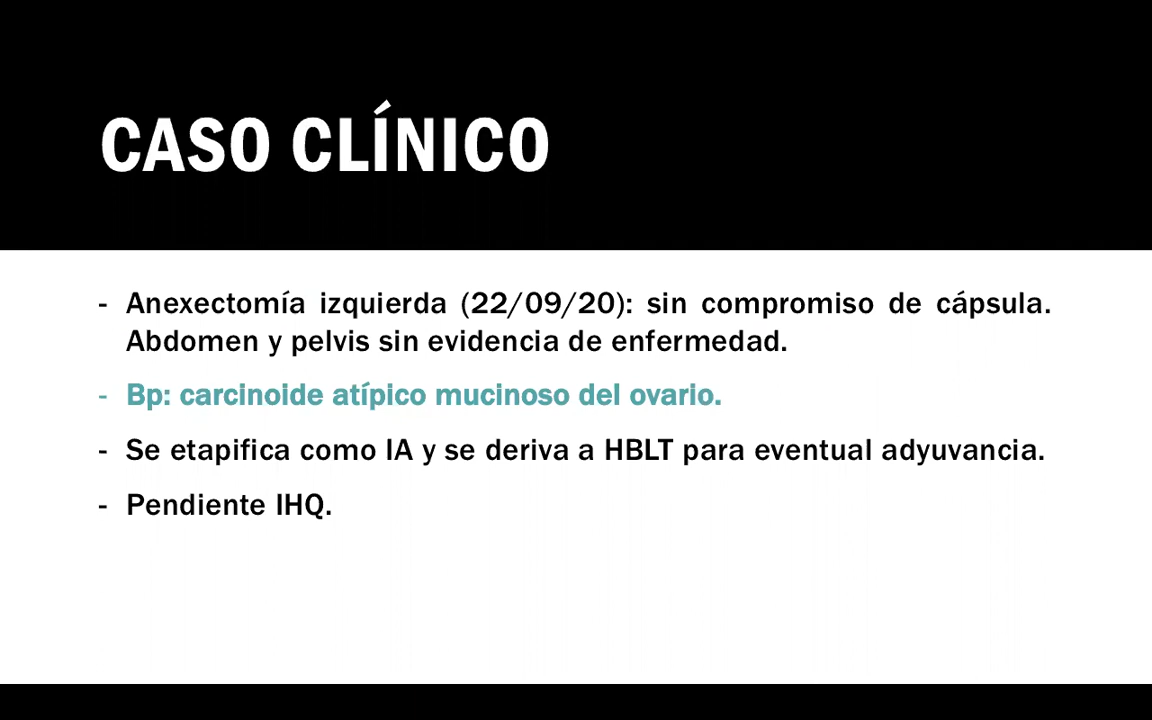 CASO CLÍNICO
- Anexectomía izquierda (22/09/20): sin compromiso de cápsula.
Abdomen y pelvis sin evidencia de enfermedad.
- Bp: carcinoide atípico mucinoso del ovario.
- Se etapifica como IA y se deriva a HBLT para eventual adyuvancia.
- Pendiente IHQ.